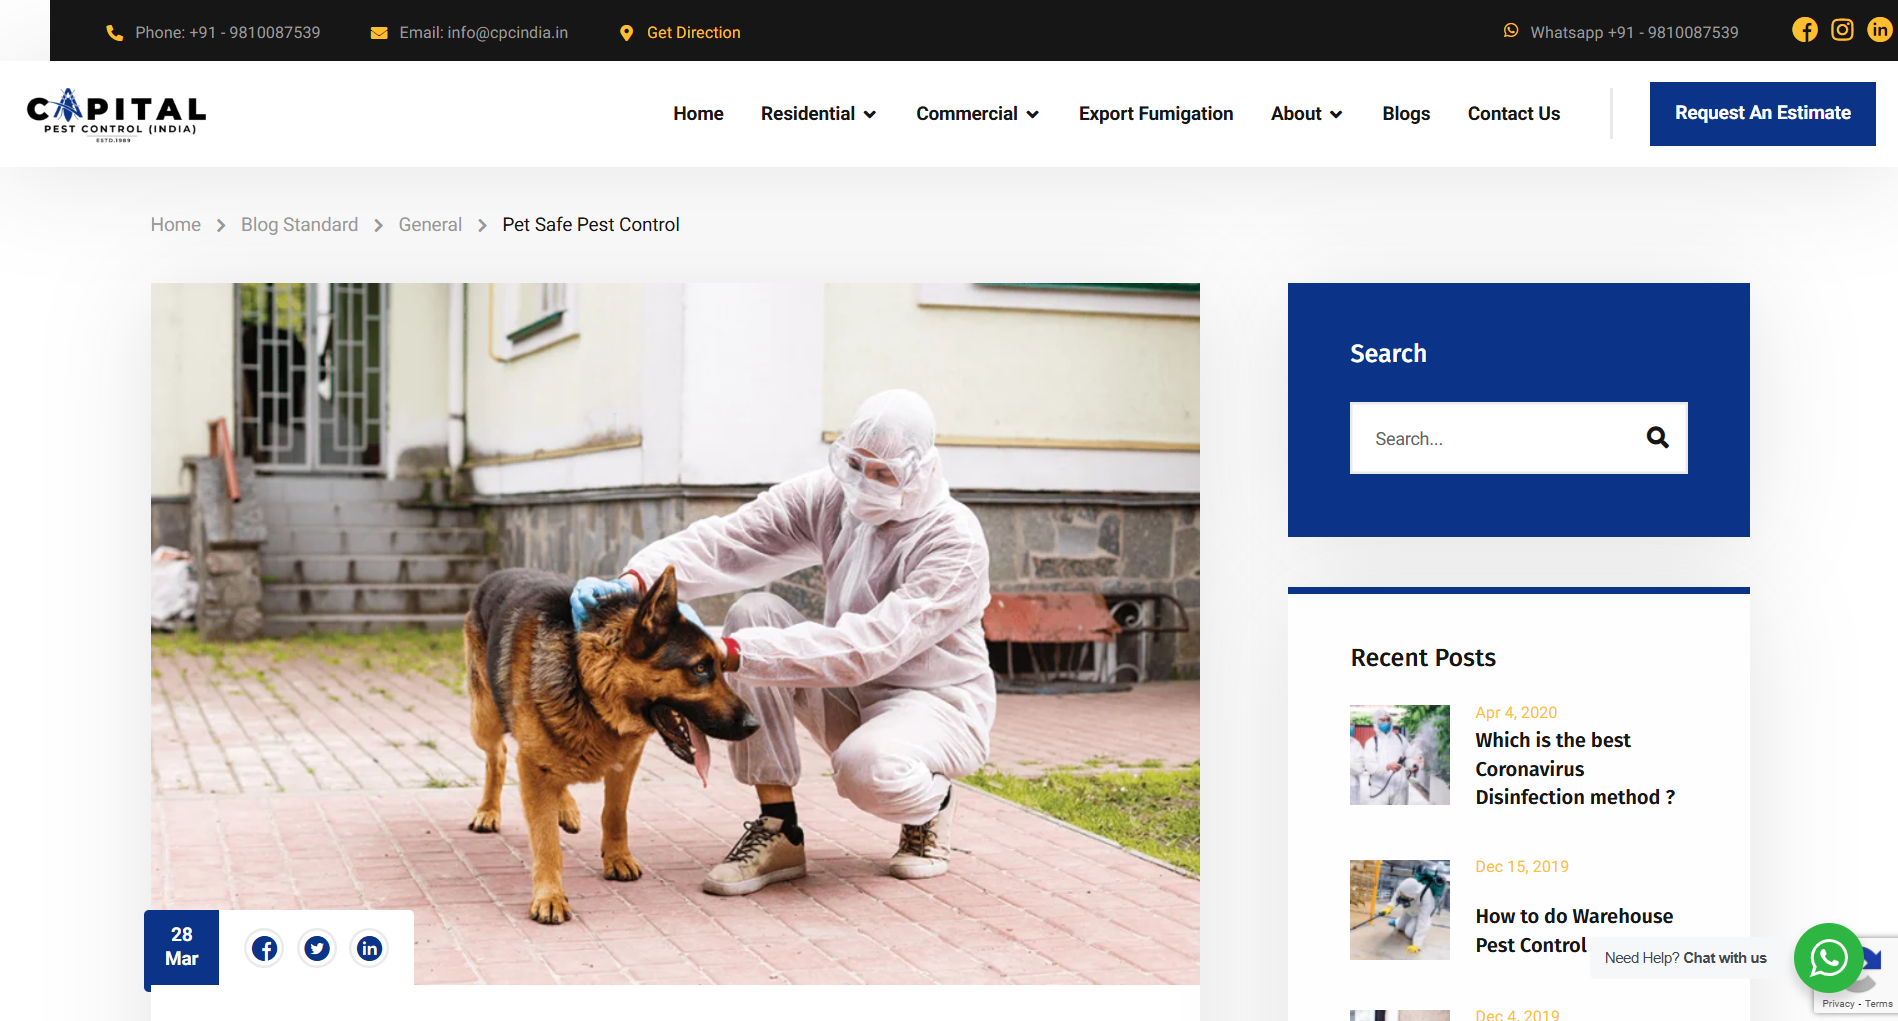 Phone: +91 - 9810087539
Email: info@cpcindia.in
Get Direction
Whatsapp +91 - 9810087539
CAPITAL
PEST CONTROL (INDIA)
ESTD.1989
Home
Residential
Commercial
Export Fumigation
About
Blogs
Contact Us
Request An Estimate
Home
Blog Standard
General
Pet Safe Pest Control
Search
Search...
Recent Posts
Apr 4, 2020
Which is the best
Coronavirus
Disinfection method ?
Dec 15, 2019
How to do Warehouse
Pest Control
28
Mar
Need Help? Chat with us
Privacy - Terms
Dec 4, 2019